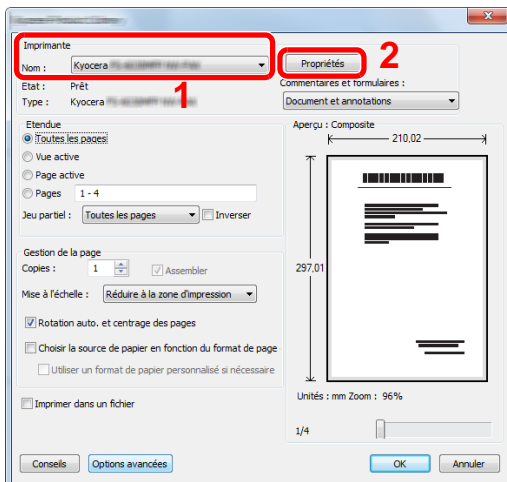 Imprimante
Nom : Kyocera
Propriétés
2
Etat : Prêt
1
Commentaires et formulaires :
Type : Kyocera
Document et annotations
Etendue
Toutes les pages
Vue active
Page active
Pages 1 - 4
Jeu partiel : Toutes les pages Inverser
Aperçu : Composite
210,02
297,01
Gestion de la page
Copies : 1 Assembler
Mise à l'échelle : Réduire à la zone d'impression
Rotation auto. et centrage des pages
Choisir la source de papier en fonction du format de page
Utiliser un format de papier personnalisé si nécessaire
Imprimer dans un fichier
Unités : mm Zoom : 96%
1/4
Conseils Options avancées OK Annuler